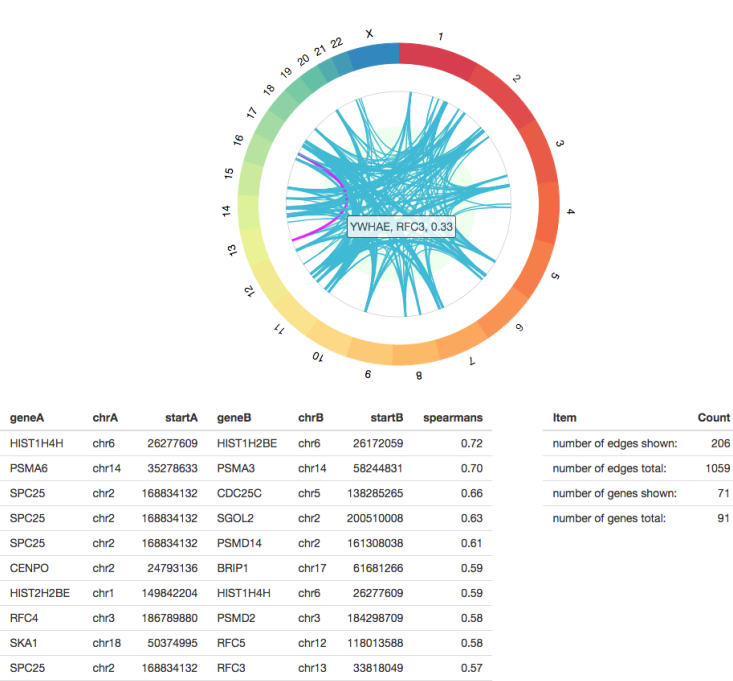 X
1
2
3
4
5
6
7
8
9
10
11
12
13
14
15
16
17
18
19
20
21
22
YWHAE, RFC3, 0.33
geneA chrA startA geneB chrB startB spearmans
HIST1H4H chr6 26277609 HIST1H2BE chr6 26172059 0.72
PSMA6 chr14 35278633 PSMA3 chr14 58244831 0.70
SPC25 chr2 168834132 CDC25C chr5 138285265 0.66
SPC25 chr2 168834132 SGOL2 chr2 200510008 0.63
SPC25 chr2 168834132 PSMD14 chr2 161308038 0.61
CENPO chr2 24793136 BRIP1 chr17 61681266 0.59
HIST2H2BE chr1 149842204 HIST1H4H chr6 26277609 0.59
RFC4 chr3 186789880 PSMD2 chr3 184298709 0.58
SKA1 chr18 50374995 RFC5 chr12 118013588 0.58
SPC25 chr2 168834132 RFC3 chr13 33818049 0.57
Item Count
number of edges shown: 206
number of edges total: 1059
number of genes shown: 71
number of genes total: 91